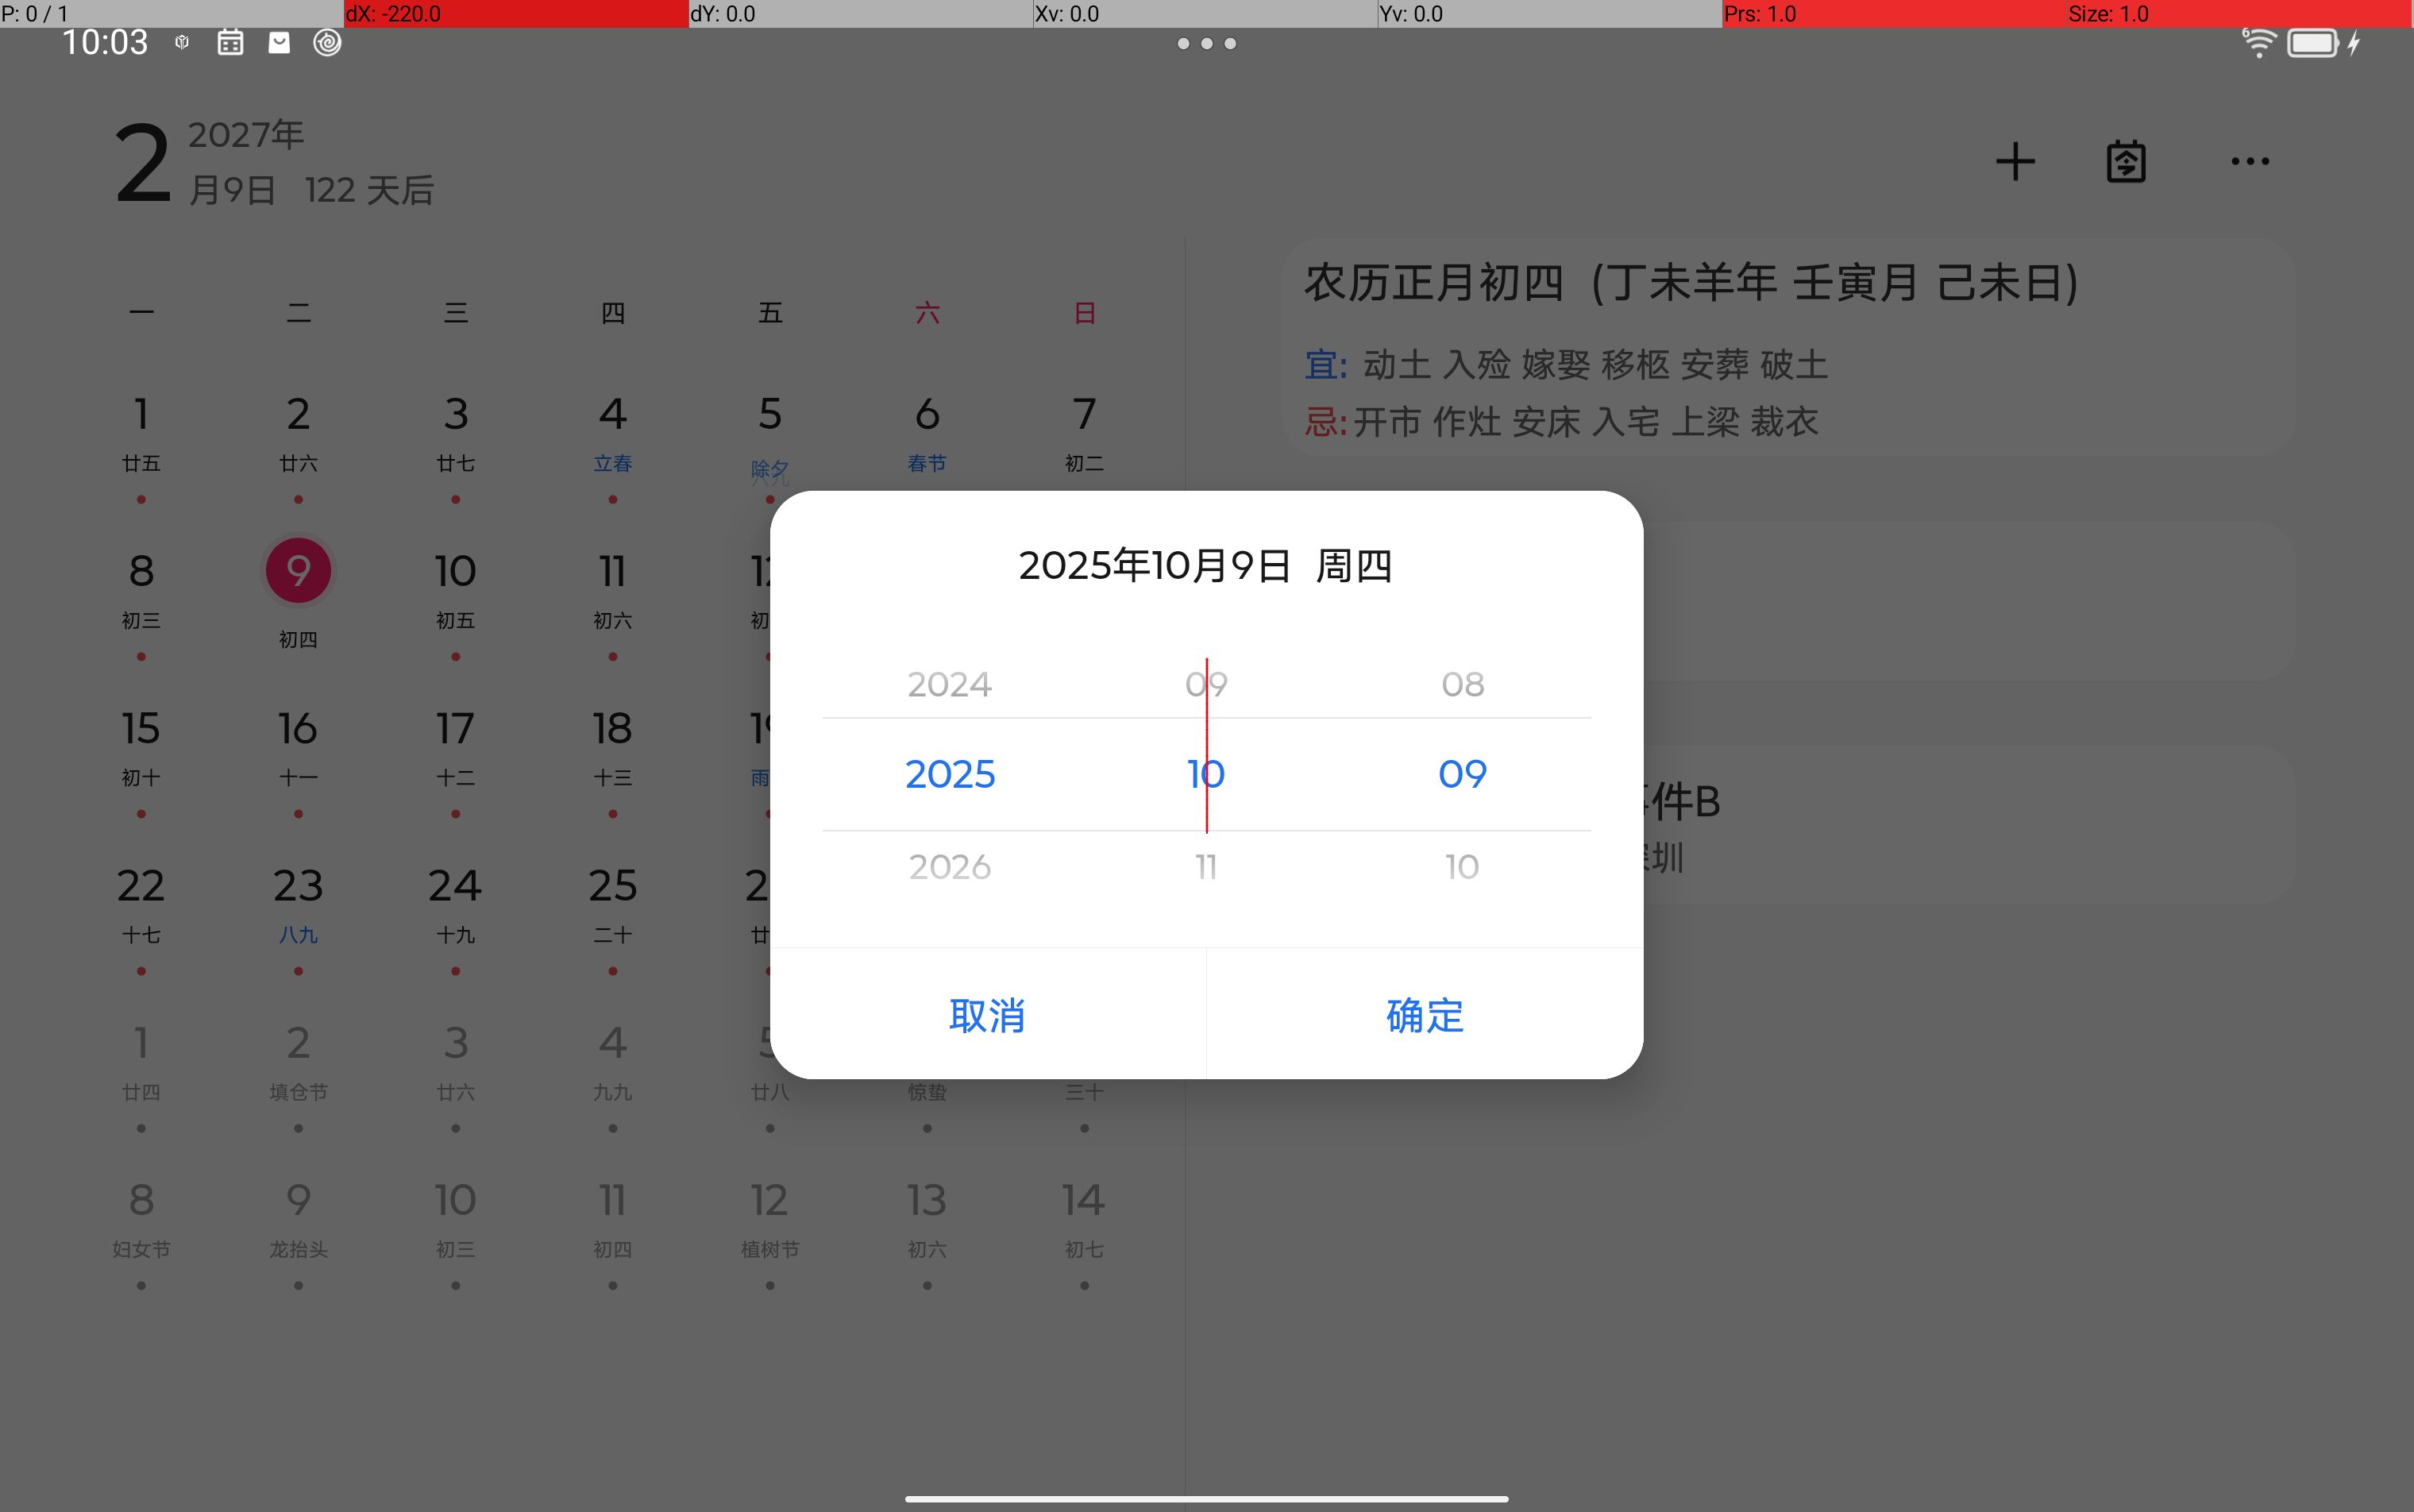 P: 0 / 1 dX: -220.0 dY: 0.0 Xv: 0.0 Yv: 0.0 Prs: 1.0 Size: 1.0
10:03
6
2 2027年
月9日 122 天后
一 二 三 四 五 六 日
1 2 3 4 5 6 7
廿五 廿六 廿七 立春 除夕 春节 初二
8 9 10 11
初三 初四 初五 初六 初
15 16 17 18
初十 十一 十二 十三 雨
22 23 24 25 2
十七 八九 十九 二十 廿
1 2 3 4
廿四 填仓节 廿六 九九 廿八 惊蛰 三十
8 9 10 11 12 13 14
妇女节 龙抬头 初三 初四 植树节 初六 初七
农历正月初四 (丁未羊年 壬寅月 己未日)
宜: 动土 入殓 嫁娶 移柩 安葬 破土
忌: 开市 作灶 安床 入宅 上梁 裁衣
件B
圳
2025年10月9日 周四
2024 09 08
2025 10 09
2026 11 10
取消 确定